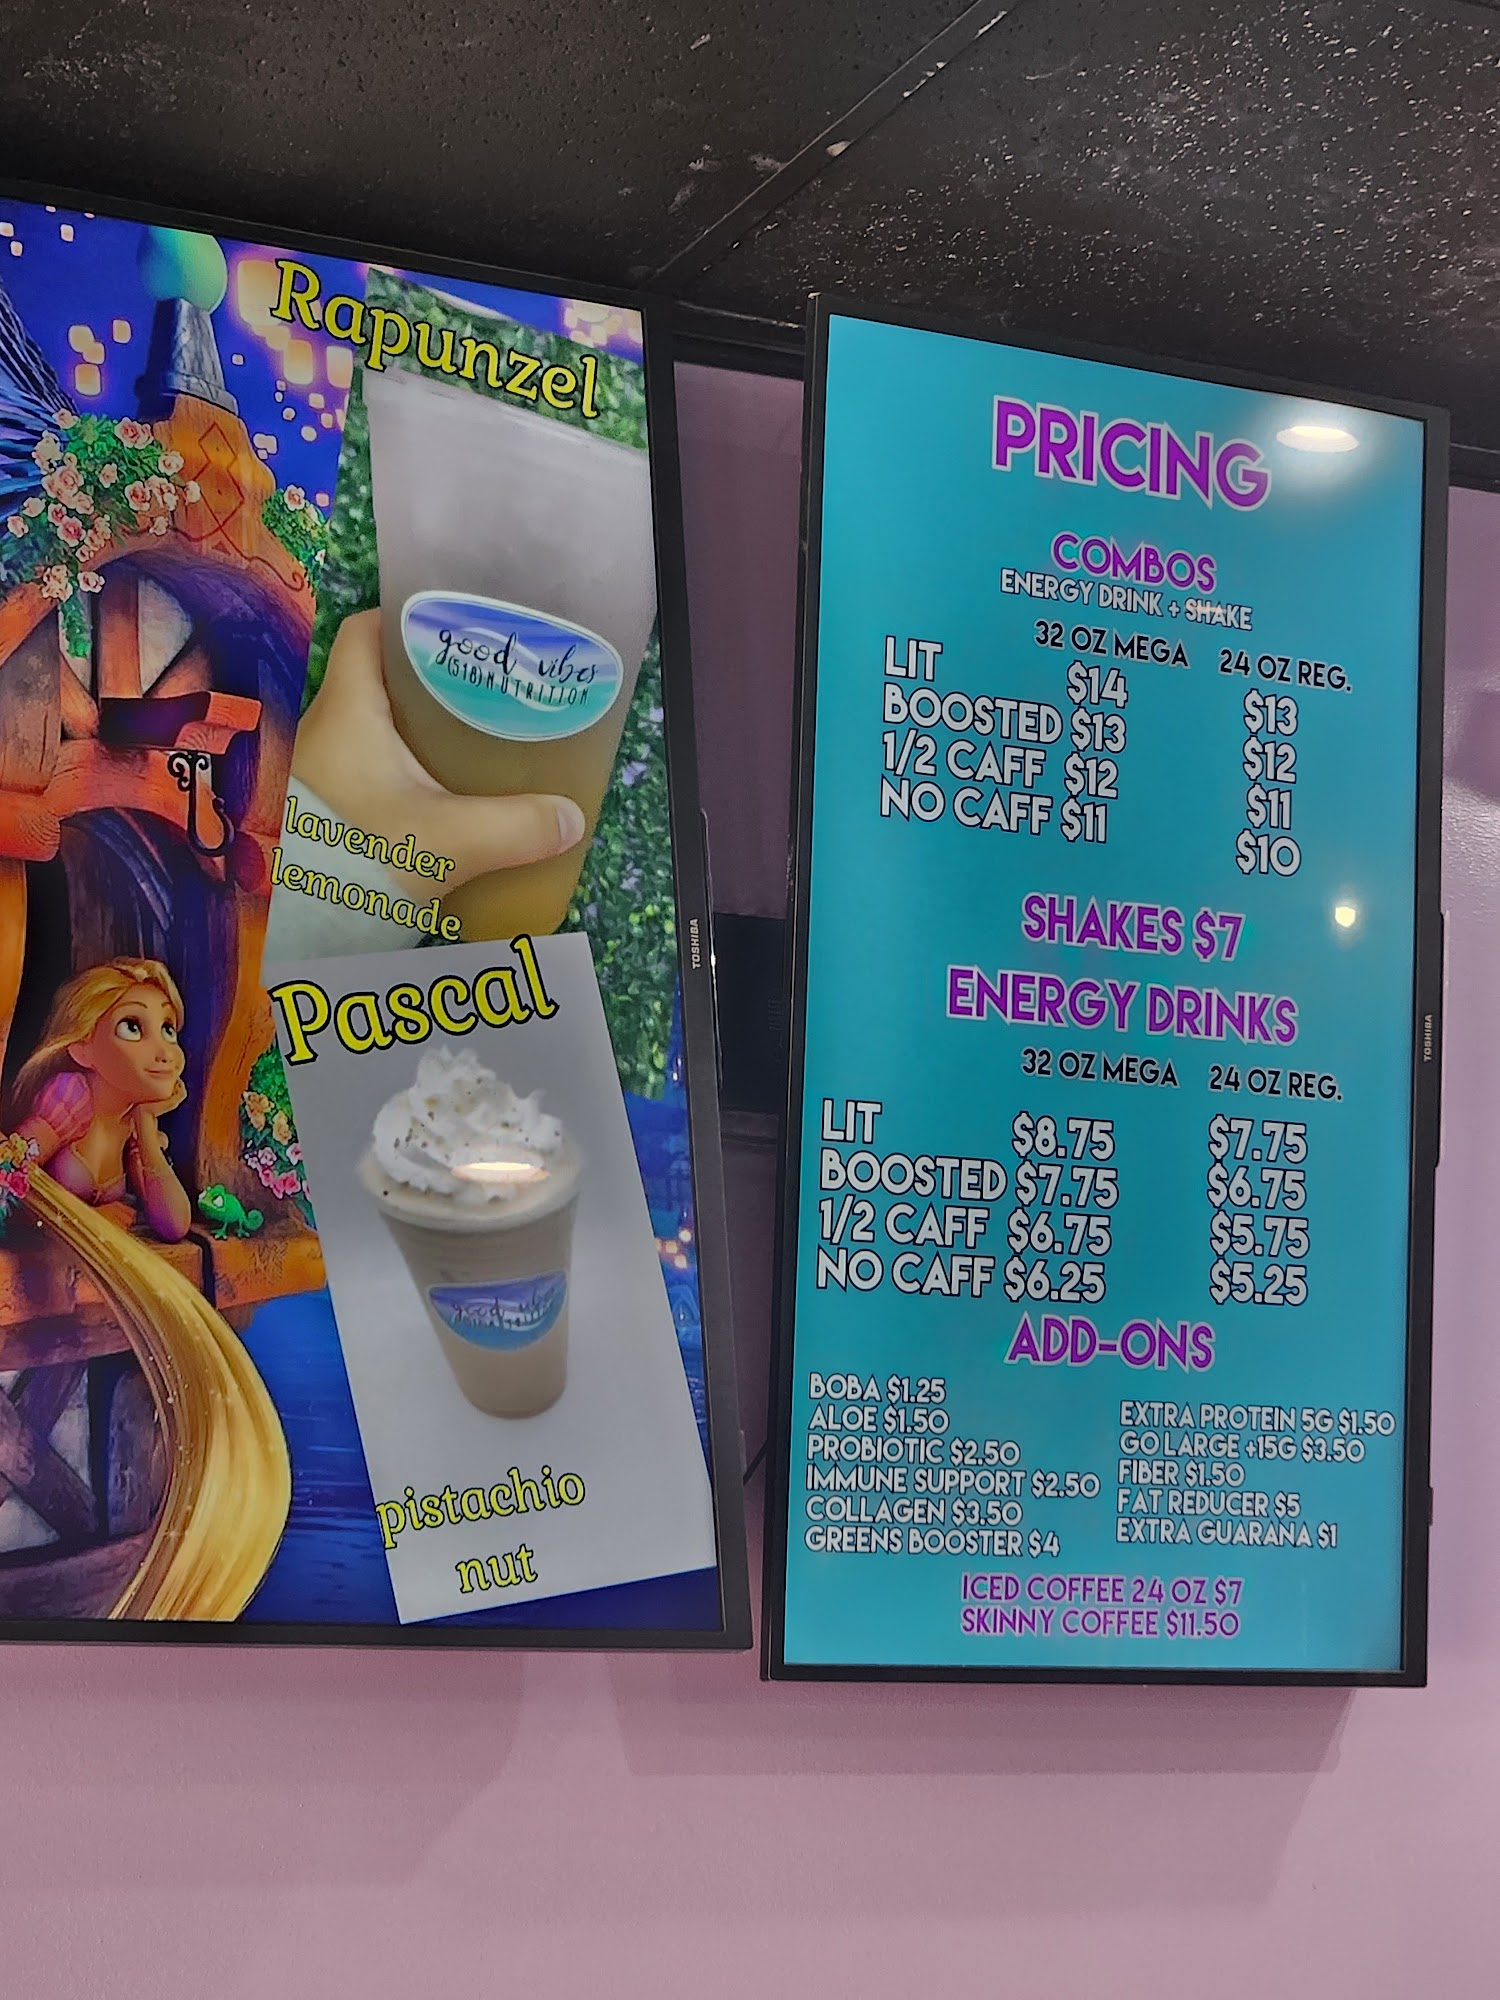 Rapunzel
good vibes
(518) NUTRITION
lavender
lemonade
Pascal
good vibes
pistachio
nut
TOSHIBA
PRICING
COMBOS
ENERGY DRINK + SHAKE
32 OZ MEGA 24 OZ REG.
LIT $14 $13
BOOSTED $13 $12
1/2 CAFF $12 $11
NO CAFF $11 $10
SHAKES $7
ENERGY DRINKS
32 OZ MEGA 24 OZ REG.
LIT $8.75 $7.75
BOOSTED $7.75 $6.75
1/2 CAFF $6.75 $5.75
NO CAFF $6.25 $5.25
ADD-ONS
BOBA $1.25
ALOE $1.50
PROBIOTIC $2.50
IMMUNE SUPPORT $2.50
COLLAGEN $3.50
GREENS BOOSTER $4
EXTRA PROTEIN 5G $1.50
GO LARGE +15G $3.50
FIBER $1.50
FAT REDUCER $5
EXTRA GUARANA $1
ICED COFFEE 24 OZ $7
SKINNY COFFEE $11.50
TOSHIBA